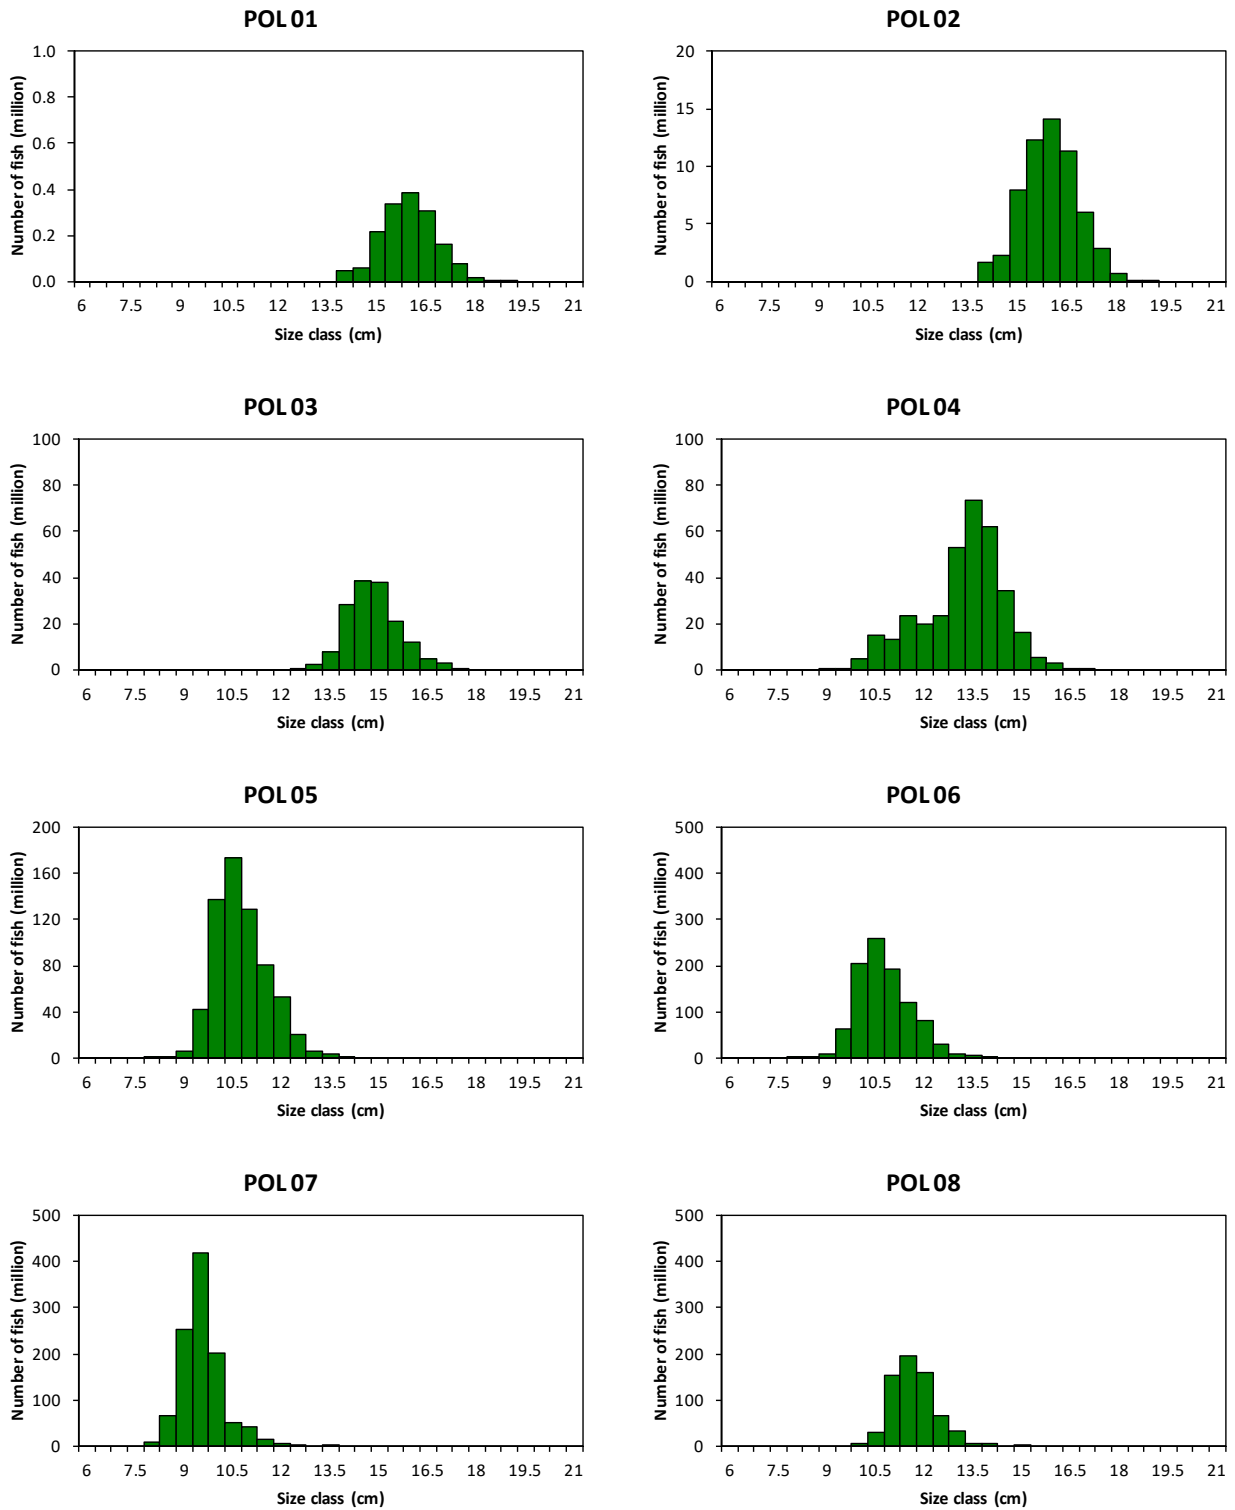 POL 01
Number of fish (million)
1.0
0.8
0.6
0.4
0.2
0.0
6 7.5 9 10.5 12 13.5 15 16.5 18 19.5 21
Size class (cm)
POL 02
Number of fish (million)
20
15
10
5
0
6 7.5 9 10.5 12 13.5 15 16.5 18 19.5 21
Size class (cm)
POL 03
Number of fish (million)
100
80
60
40
20
0
6 7.5 9 10.5 12 13.5 15 16.5 18 19.5 21
Size class (cm)
POL 04
Number of fish (million)
100
80
60
40
20
0
6 7.5 9 10.5 12 13.5 15 16.5 18 19.5 21
Size class (cm)
POL 05
Number of fish (million)
200
160
120
80
40
0
6 7.5 9 10.5 12 13.5 15 16.5 18 19.5 21
Size class (cm)
POL 06
Number of fish (million)
500
400
300
200
100
0
6 7.5 9 10.5 12 13.5 15 16.5 18 19.5 21
Size class (cm)
POL 07
Number of fish (million)
500
400
300
200
100
0
6 7.5 9 10.5 12 13.5 15 16.5 18 19.5 21
Size class (cm)
POL 08
Number of fish (million)
500
400
300
200
100
0
6 7.5 9 10.5 12 13.5 15 16.5 18 19.5 21
Size class (cm)